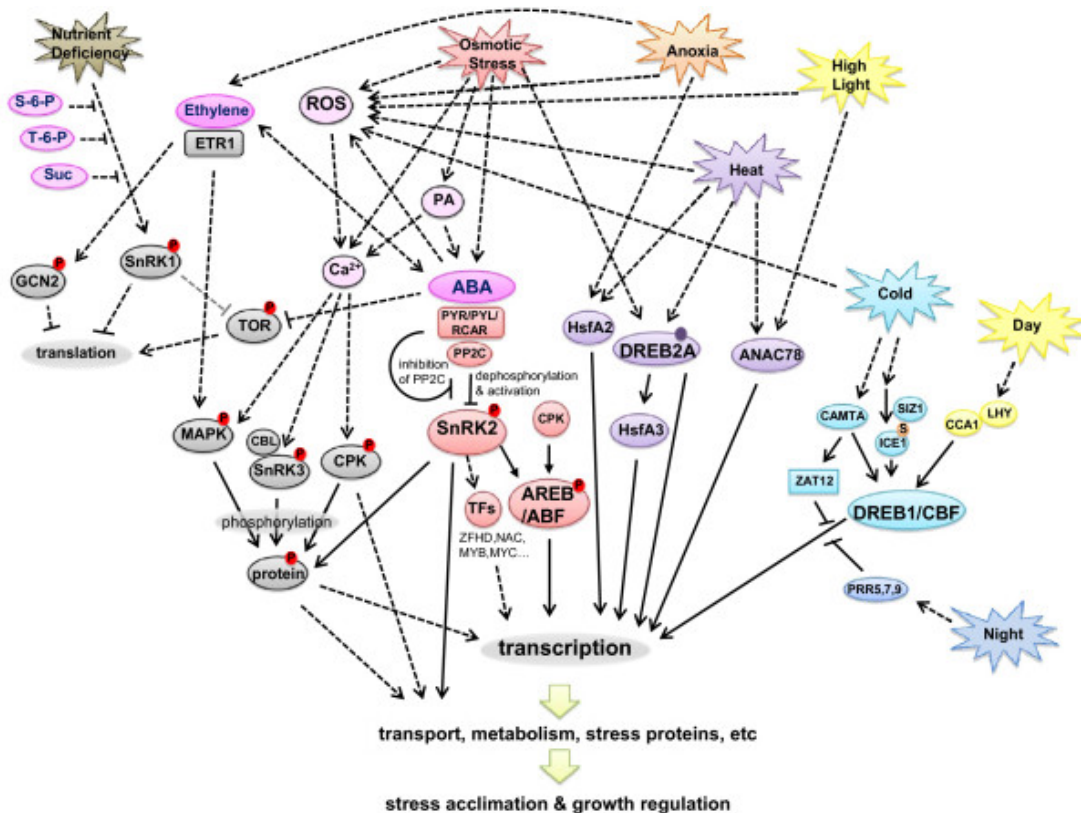 Nutrient
Deficiency
Osmotic
Stress
Anoxia
High
Light
S-6-P
T-6-P
Suc
Ethylene
ETR1
ROS
Heat
PA
GCN2
P
SnRK1
P
Ca²⁺
ABA
Cold
TOR
P
PYR/PYL/
RCAR
PP2C
HsfA2
DREB2A
ANAC78
Day
translation
inhibition
of PP2C
dephosphorylation
& activation
MAPK
P
CBL
SnRK3
P
CPK
P
SnRK2
P
CPK
HsfA3
CAMTA
SIZ1
S
ICE1
CCA1
LHY
ZAT12
TFs
AREB
/ABF
P
DREB1/CBF
phosphorylation
ZFHD,NAC,
MYB,MYC...
protein
P
PRR5,7,9
Night
transcription
transport, metabolism, stress proteins, etc
stress acclimation & growth regulation